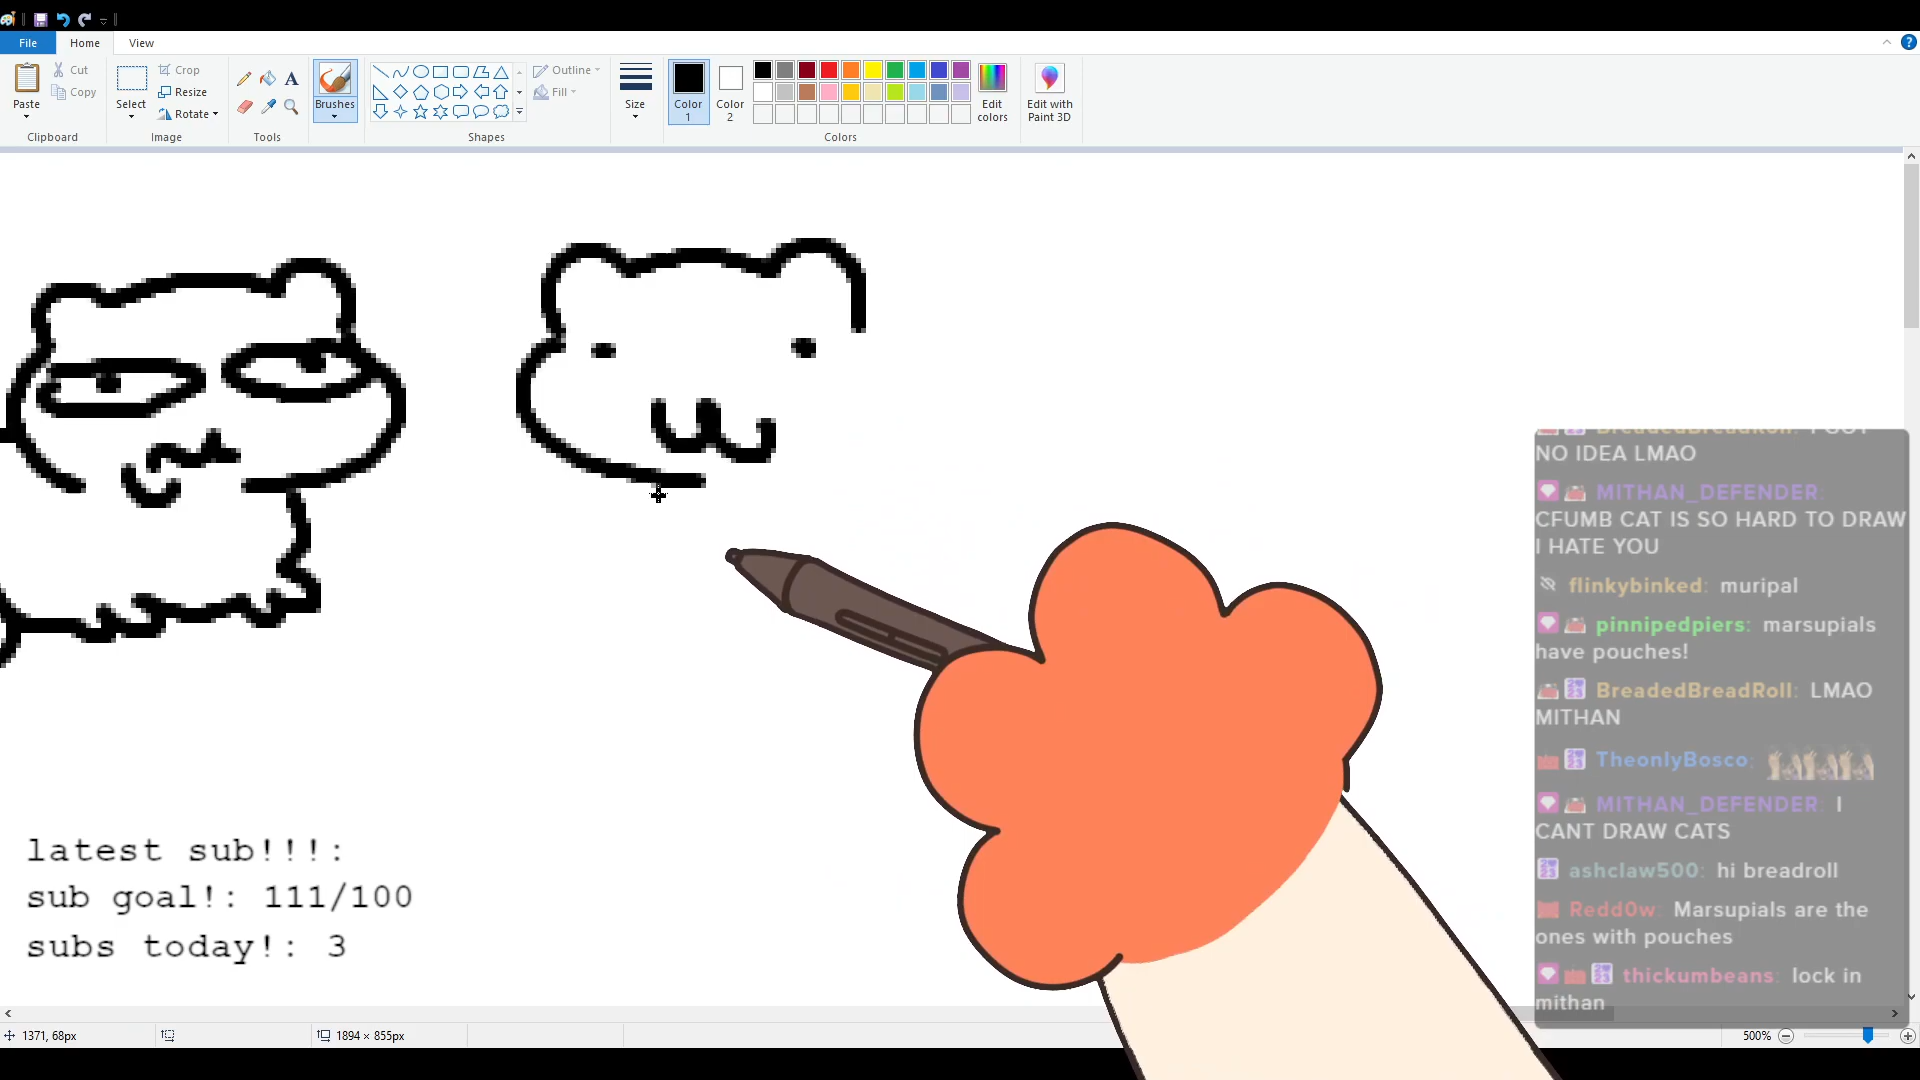 File Home View
Paste
Cut
Copy
Clipboard
Select
Crop
Resize
Rotate
Image
Tools
Brushes
Shapes
Outline
Fill
Size
Color
1
Color
2
Edit
colors
Colors
Edit with
Paint 3D
NO IDEA LMAO
MITHAN_DEFENDER:
CFUMB CAT IS SO HARD TO DRAW
I HATE YOU
flinkybinked: muripal
pinnipedpiers: marsupials
have pouches!
BreadedBreadRoll: LMAO
MITHAN
TheonlyBosco:
MITHAN_DEFENDER: I
CANT DRAW CATS
ashclaw500: hi breadroll
Redd0w: Marsupials are the
ones with pouches
thickumbeans: lock in
mithan
latest sub!!!:
sub goal!: 111/100
subs today!: 3
1371, 68px
1894 × 855px
500%